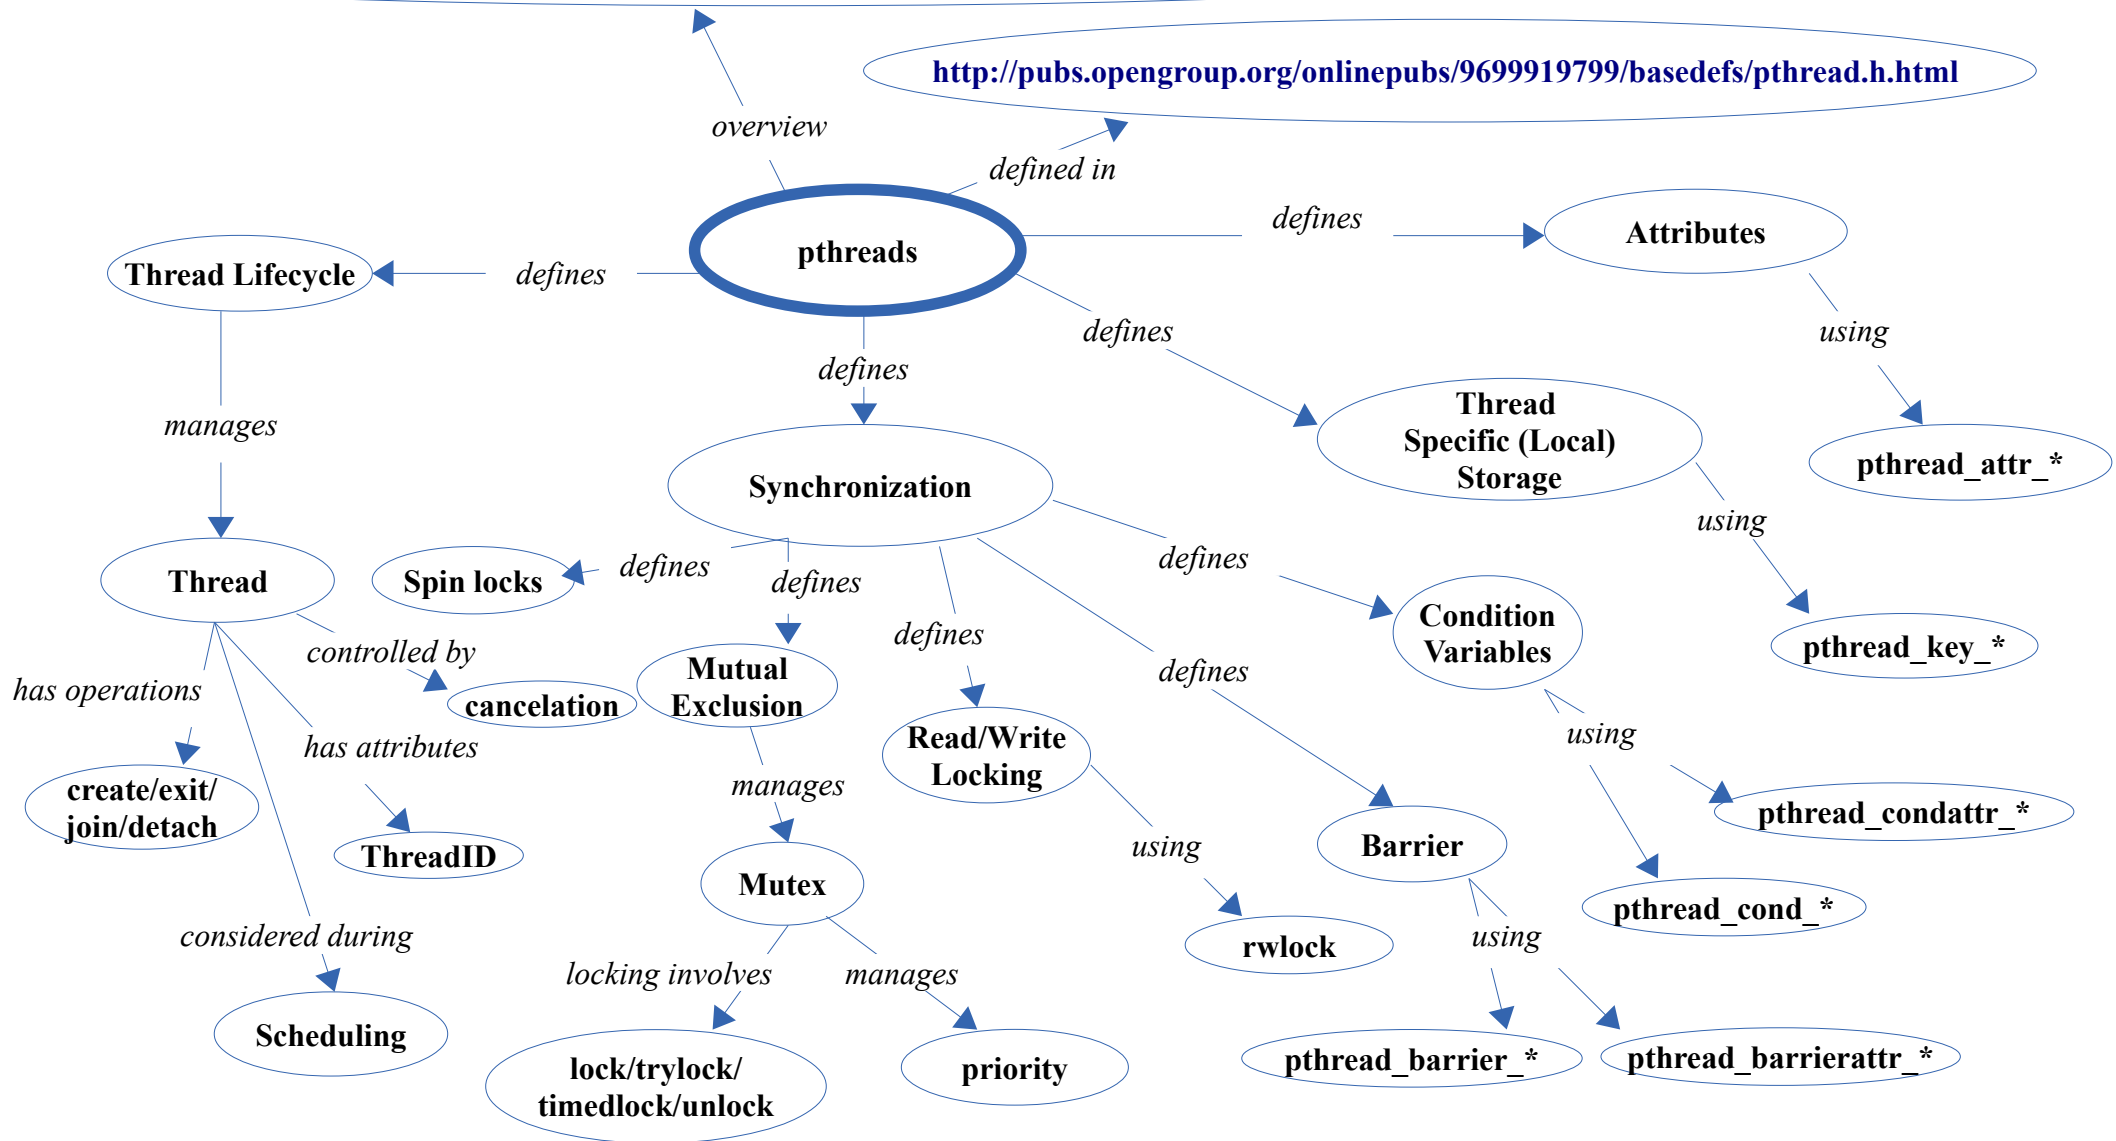 http://pubs.opengroup.org/onlinepubs/9699919799/basedefs/pthread.h.html
overview
defined in
defines
Attributes
pthreads
Thread Lifecycle
defines
defines
using
defines
manages
Thread
Specific (Local)
Storage
pthread_attr_*
Synchronization
using
defines
Thread
Spin locks
defines
defines
Condition
Variables
defines
controlled by
pthread_key_*
Mutual
Exclusion
defines
has operations
cancelation
using
Read/Write
Locking
has attributes
create/exit/
join/detach
manages
pthread_condattr_*
using
Barrier
ThreadID
Mutex
pthread_cond_*
considered during
using
rwlock
locking involves
manages
Scheduling
lock/trylock/
timedlock/unlock
priority
pthread_barrier_*
pthread_barrierattr_*